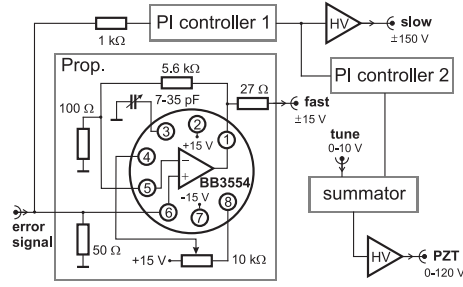 PI controller 1
HV
slow
±150 V
1 kΩ
Prop.
5.6 kΩ
27 Ω
PI controller 2
100 Ω
7-35 pF
fast
±15 V
3
2
1
+15 V
tune
0-10 V
4
−
+
BB3554
5
-15 V
8
summator
6
7
error
signal
50 Ω
+15 V
10 kΩ
HV
PZT
0-120 V